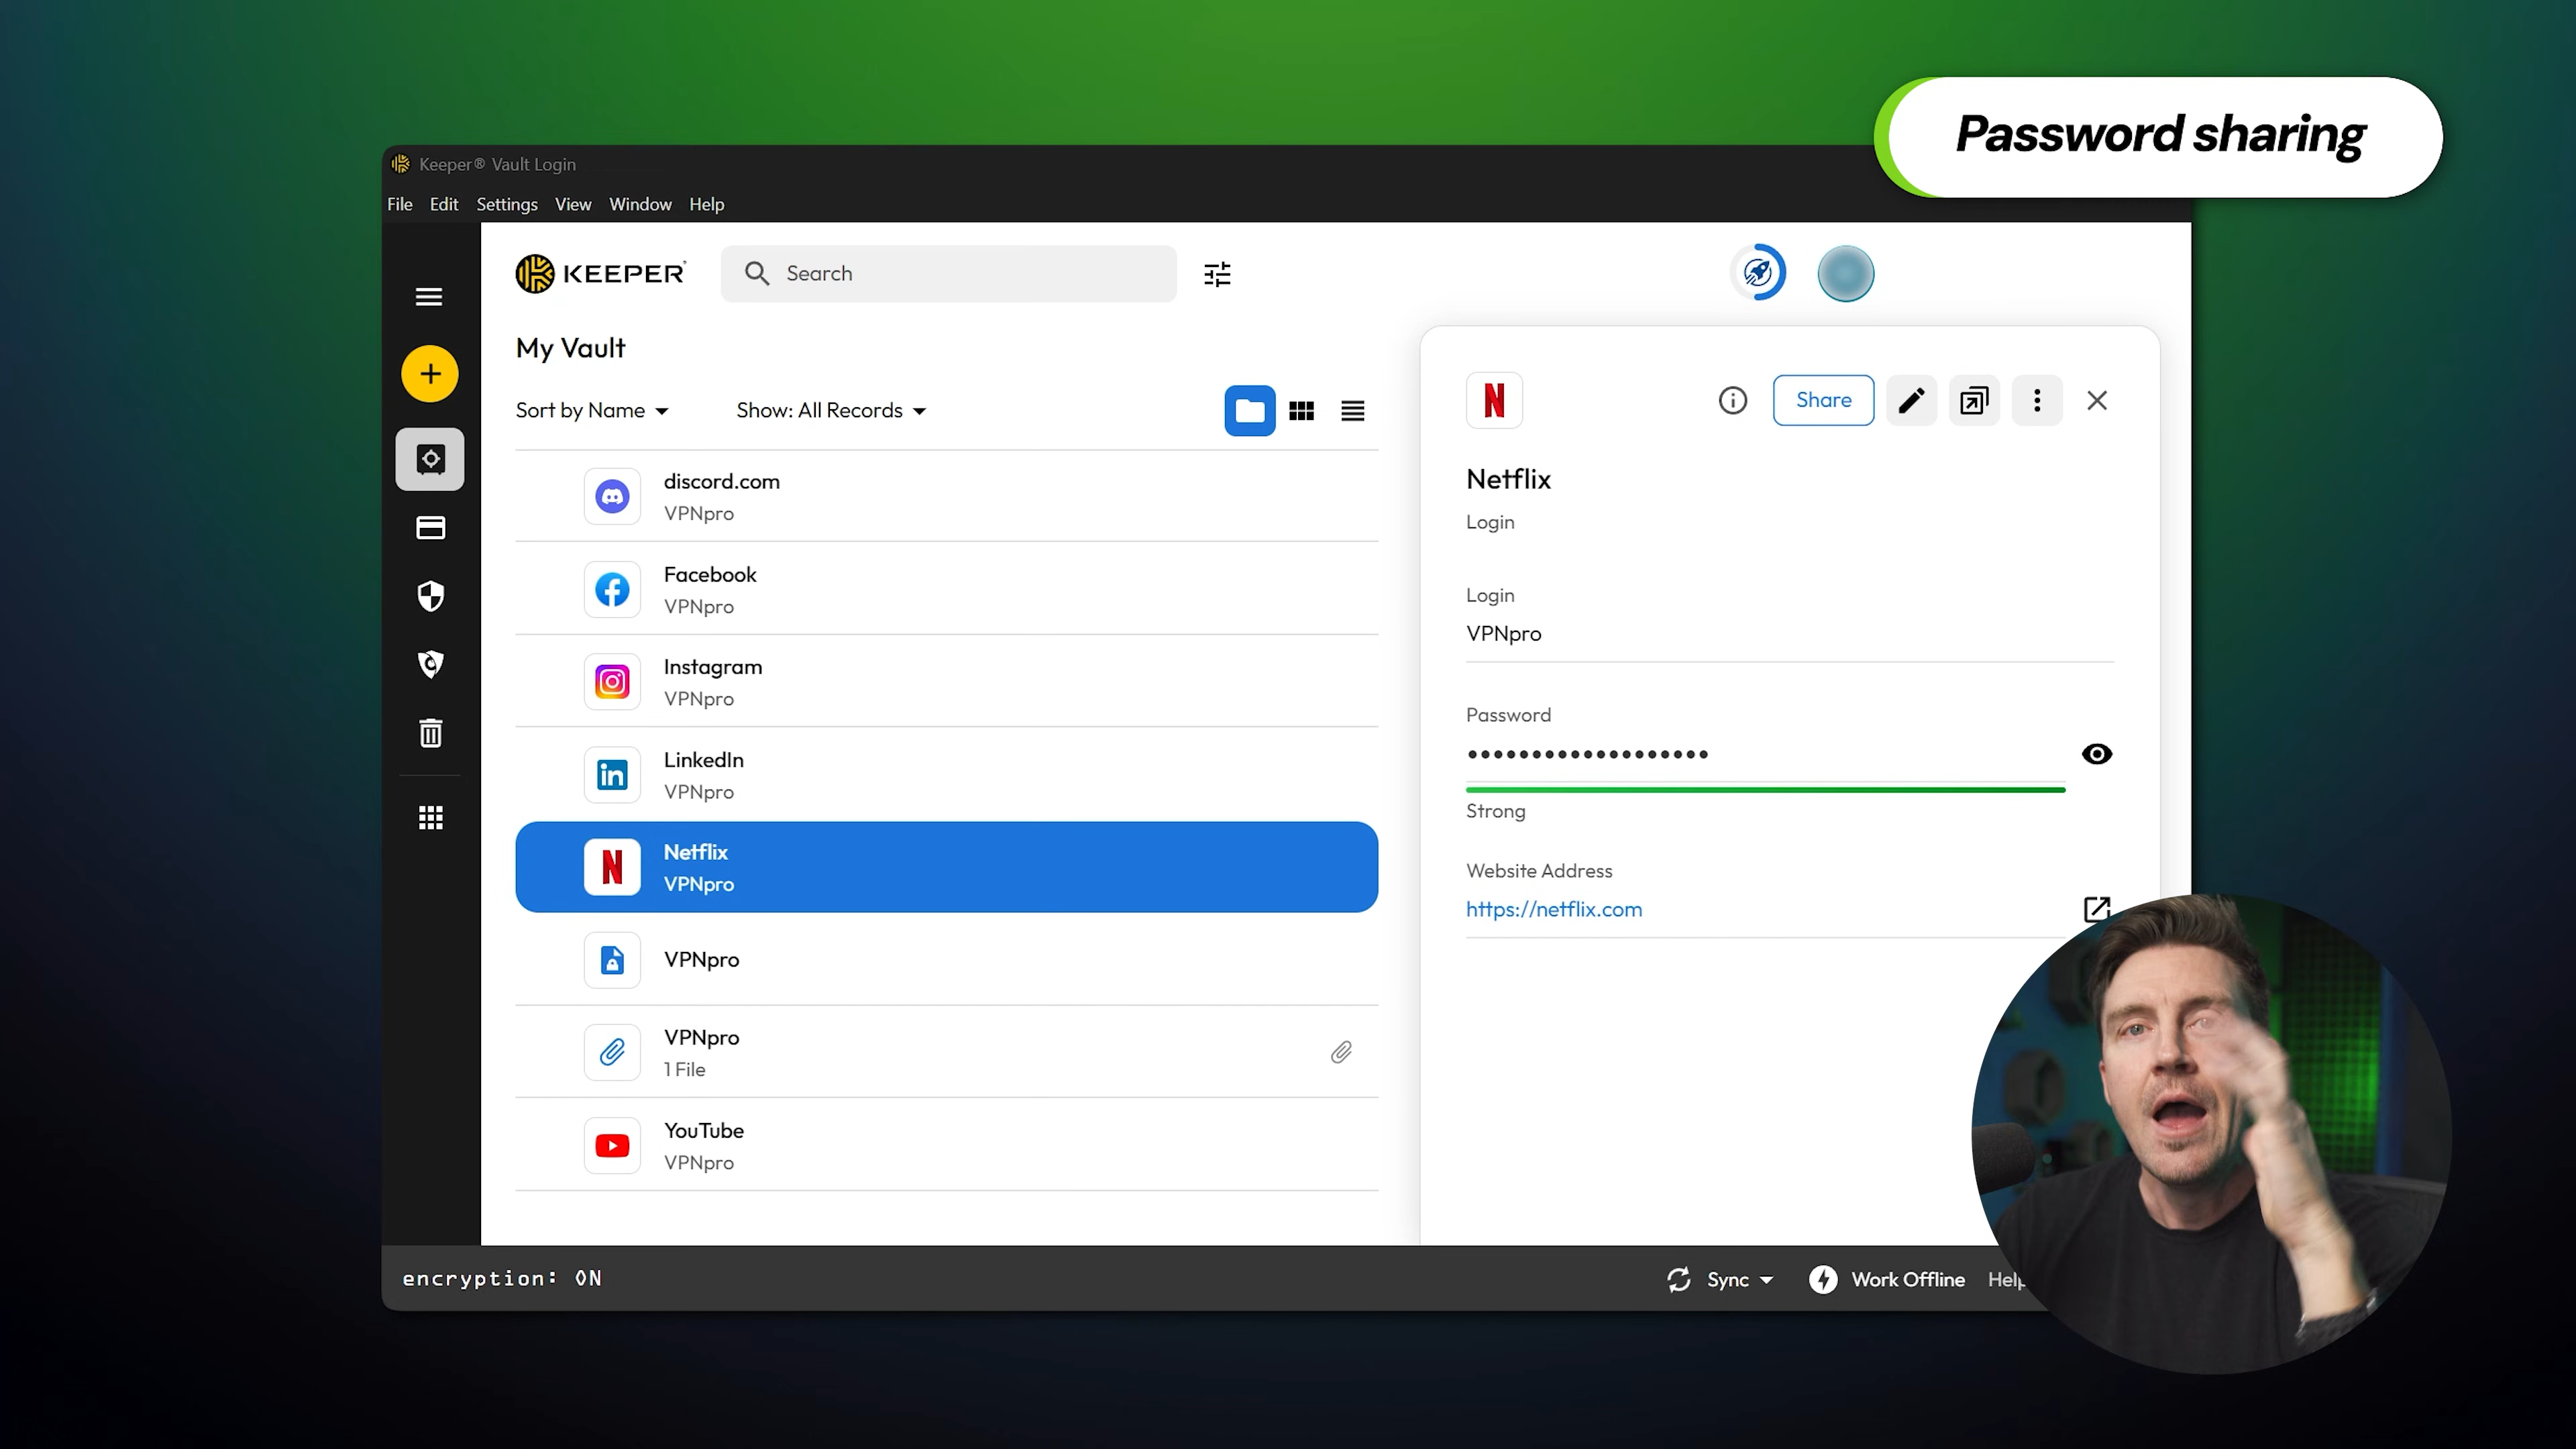 Password sharing
Keeper® Vault Login
File Edit Settings View Window Help
KEEPER
Search
My Vault
Sort by Name
Show: All Records
discord.com
VPNpro
Facebook
VPNpro
Instagram
VPNpro
LinkedIn
VPNpro
Netflix
VPNpro
VPNpro
VPNpro
1 File
YouTube
VPNpro
Share
Netflix
Login
Login
VPNpro
Password
••••••••••••••••••••
Strong
Website Address
https://netflix.com
encryption: ON
Sync
Work Offline
Help